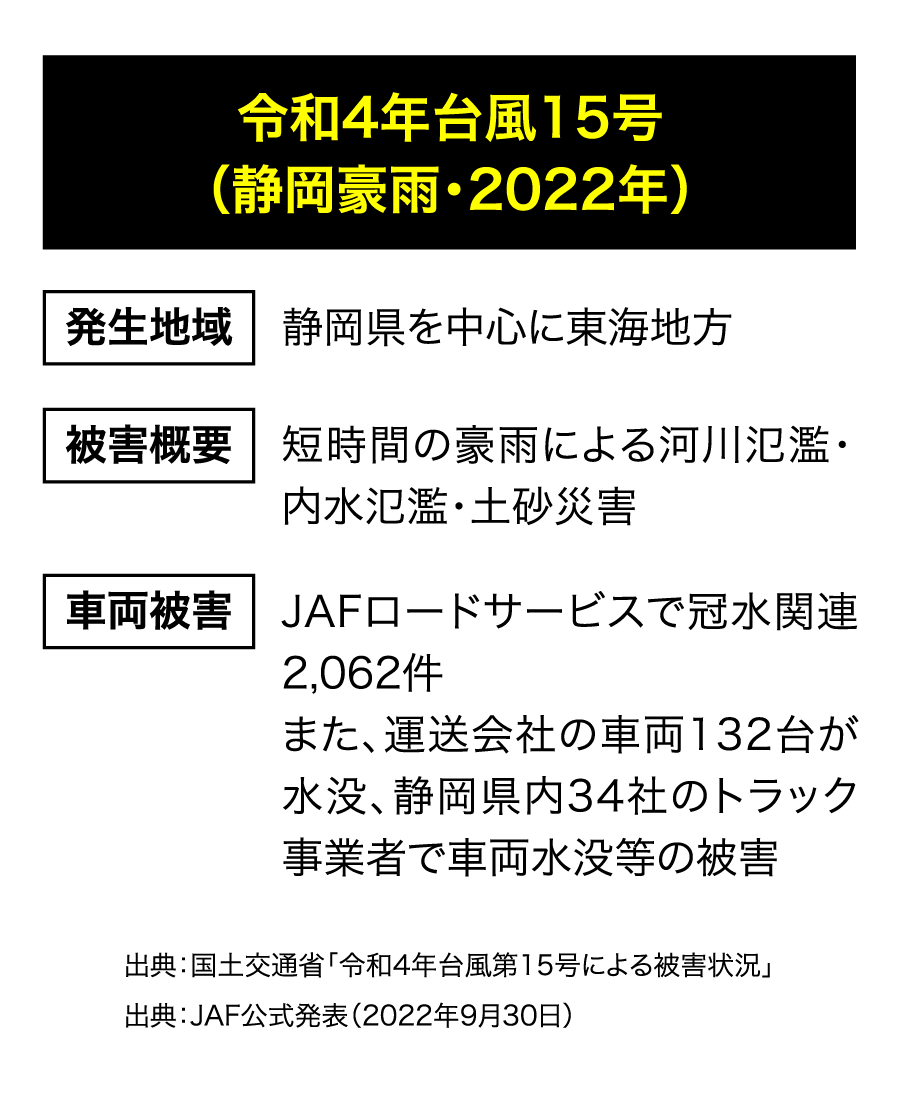 令和4年台風15号
（静岡豪雨・2022年）
発生地域
静岡県を中心に東海地方
被害概要
短時間の豪雨による河川氾濫・
内水氾濫・土砂災害
車両被害
JAFロードサービスで冠水関連
2,062件
また、運送会社の車両132台が
水没、静岡県内34社のトラック
事業者で車両水没等の被害
出典：国土交通省「令和4年台風第15号による被害状況」
出典：JAF公式発表（2022年9月30日）